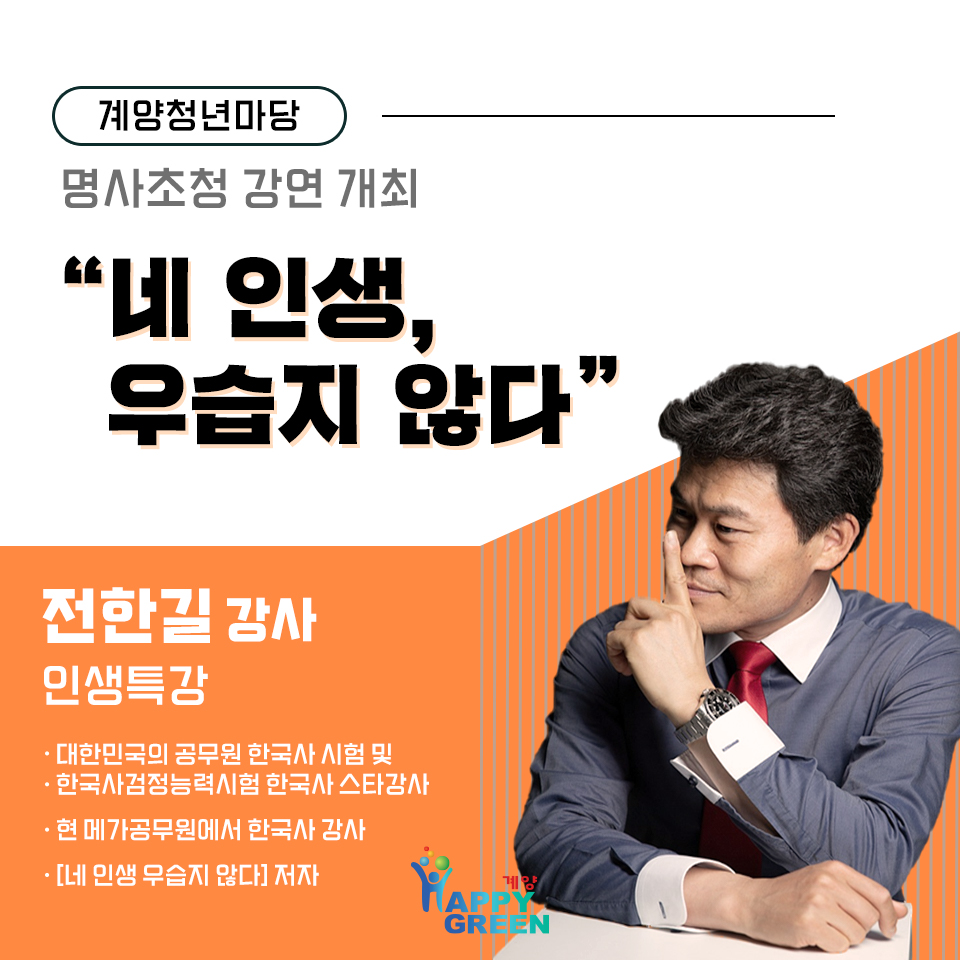 계양청년마당
명사초청 강연 개최
“네 인생,
우습지 않다”
전한길 강사
인생특강
· 대한민국의 공무원 한국사 시험 및
· 한국사검정능력시험 한국사 스타강사
· 현 메가공무원에서 한국사 강사
· [네 인생 우습지 않다] 저자
계양
HAPPY
GREEN